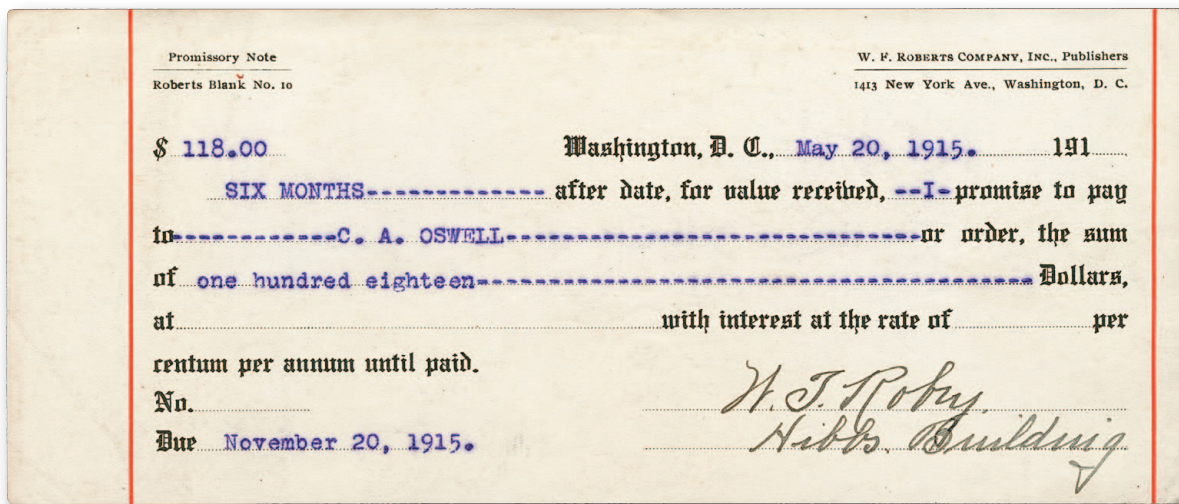 Promissory Note
Roberts Blank No. 10
W. F. ROBERTS COMPANY, INC., Publishers
1413 New York Ave., Washington, D. C.
$ 118.00 Washington, D. C., May 20, 1915. 191
SIX MONTHS------------- after date, for value received, --I- promise to pay
to------------C. A. OSWELL------------------------------or order, the sum
of one hundred eighteen---------------------------------------- Dollars,
at with interest at the rate of per
centum per annum until paid.
No.
W. T. Roby.
Due November 20, 1915.
Hibbs. Building